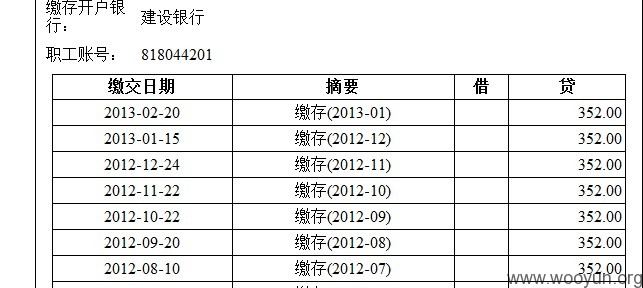 缴存开户银
行： 建设银行
职工账号： 818044201
缴交日期 摘要 借 贷
2013-02-20 缴存(2013-01) 352.00
2013-01-15 缴存(2012-12) 352.00
2012-12-24 缴存(2012-11) 352.00
2012-11-22 缴存(2012-10) 352.00
2012-10-22 缴存(2012-09) 352.00
2012-09-20 缴存(2012-08) 352.00
2012-08-10 缴存(2012-07) 352.00
www.wooyun.org